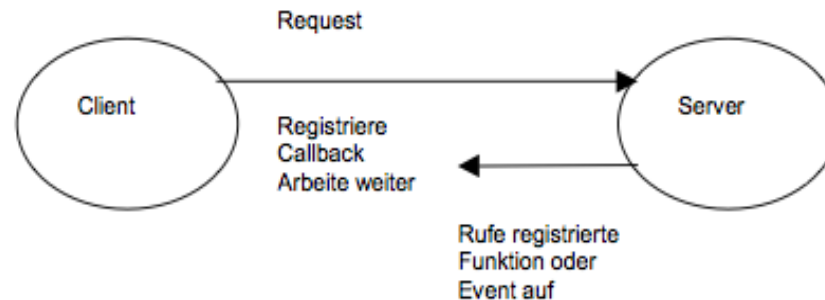 Request
Client
Server
Registriere
Callback
Arbeite weiter
Rufe registrierte
Funktion oder
Event auf